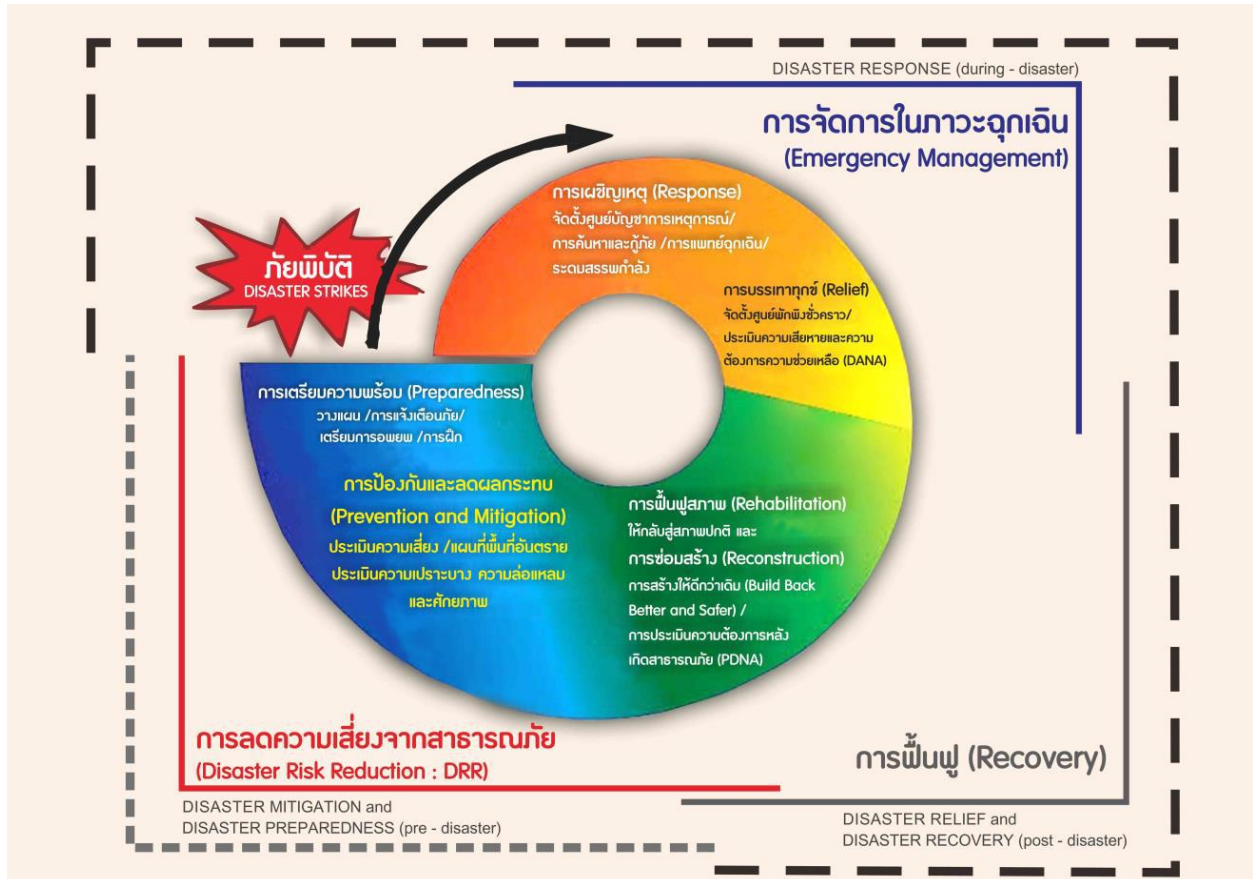 DISASTER RESPONSE (during - disaster)
การจัดการในภาวะฉุกเฉิน
(Emergency Management)
การเผชิญเหตุ (Response)
จัดตั้งศูนย์บัญชาการเหตุการณ์/
การค้นหาและกู้ภัย /การแพทย์ฉุกเฉิน/
ระดมสรรพกำลัง
ภัยพิบัติ
DISASTER STRIKES
การบรรเทาทุกข์ (Relief)
จัดตั้งศูนย์พักพิงชั่วคราว/
ประเมินความเสียหายและความ
ต้องการความช่วยเหลือ (DANA)
การเตรียมความพร้อม (Preparedness)
วางแผน /การแจ้งเตือนภัย/
เตรียมการอพยพ /การฝึก
การป้องกันและลดผลกระทบ
(Prevention and Mitigation)
ประเมินความเสี่ยง /แผนที่พื้นที่อันตราย
ประเมินความเปราะบาง ความล่อแหลม
และศักยภาพ
การฟื้นฟูสภาพ (Rehabilitation)
ให้กลับสู่สภาพปกติ และ
การซ่อมสร้าง (Reconstruction)
การสร้างให้ดีกว่าเดิม (Build Back
Better and Safer) /
การประเมินความต้องการหลัง
เกิดสาธารณภัย (PDNA)
การลดความเสี่ยงจากสาธารณภัย
(Disaster Risk Reduction : DRR)
DISASTER MITIGATION and
DISASTER PREPAREDNESS (pre - disaster)
การฟื้นฟู (Recovery)
DISASTER RELIEF and
DISASTER RECOVERY (post - disaster)